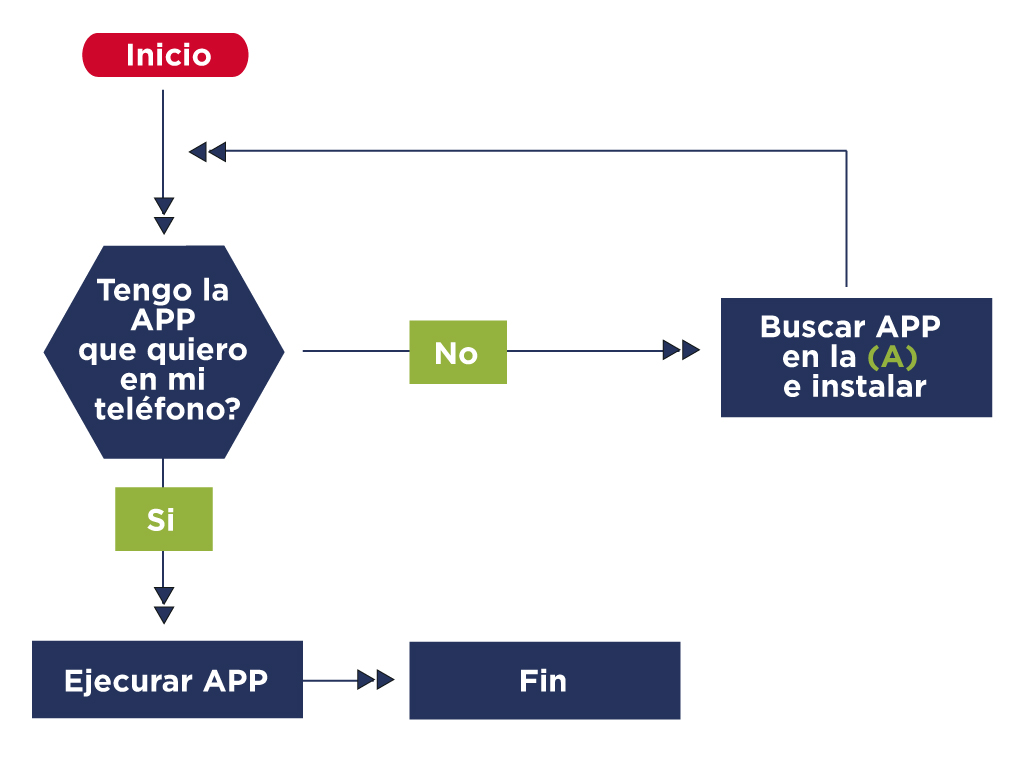 Inicio
Tengo la
APP
que quiero
en mi
teléfono?
No
Buscar APP
en la (A)
e instalar
Si
Ejecurar APP
Fin